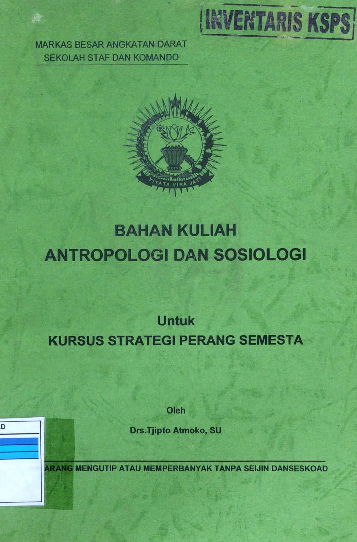 INVENTARIS KSPS
MARKAS BESAR ANGKATAN DARAT
SEKOLAH STAF DAN KOMANDO
BAHAN KULIAH
ANTROPOLOGI DAN SOSIOLOGI
Untuk
KURSUS STRATEGI PERANG SEMESTA
Oleh
Drs.Tjipto Atmoko, SU
ARANG MENGUTIP ATAU MEMPERBANYAK TANPA SEIJIN DANSESKOAD